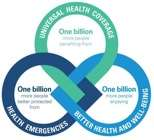 UNIVERSAL HEALTH COVERAGE
One billion
more people
benefitting from
One billion
more people
better protected
from
One billion
more people
enjoying
HEALTH EMERGENCIES
BETTER HEALTH AND WELL-BEING